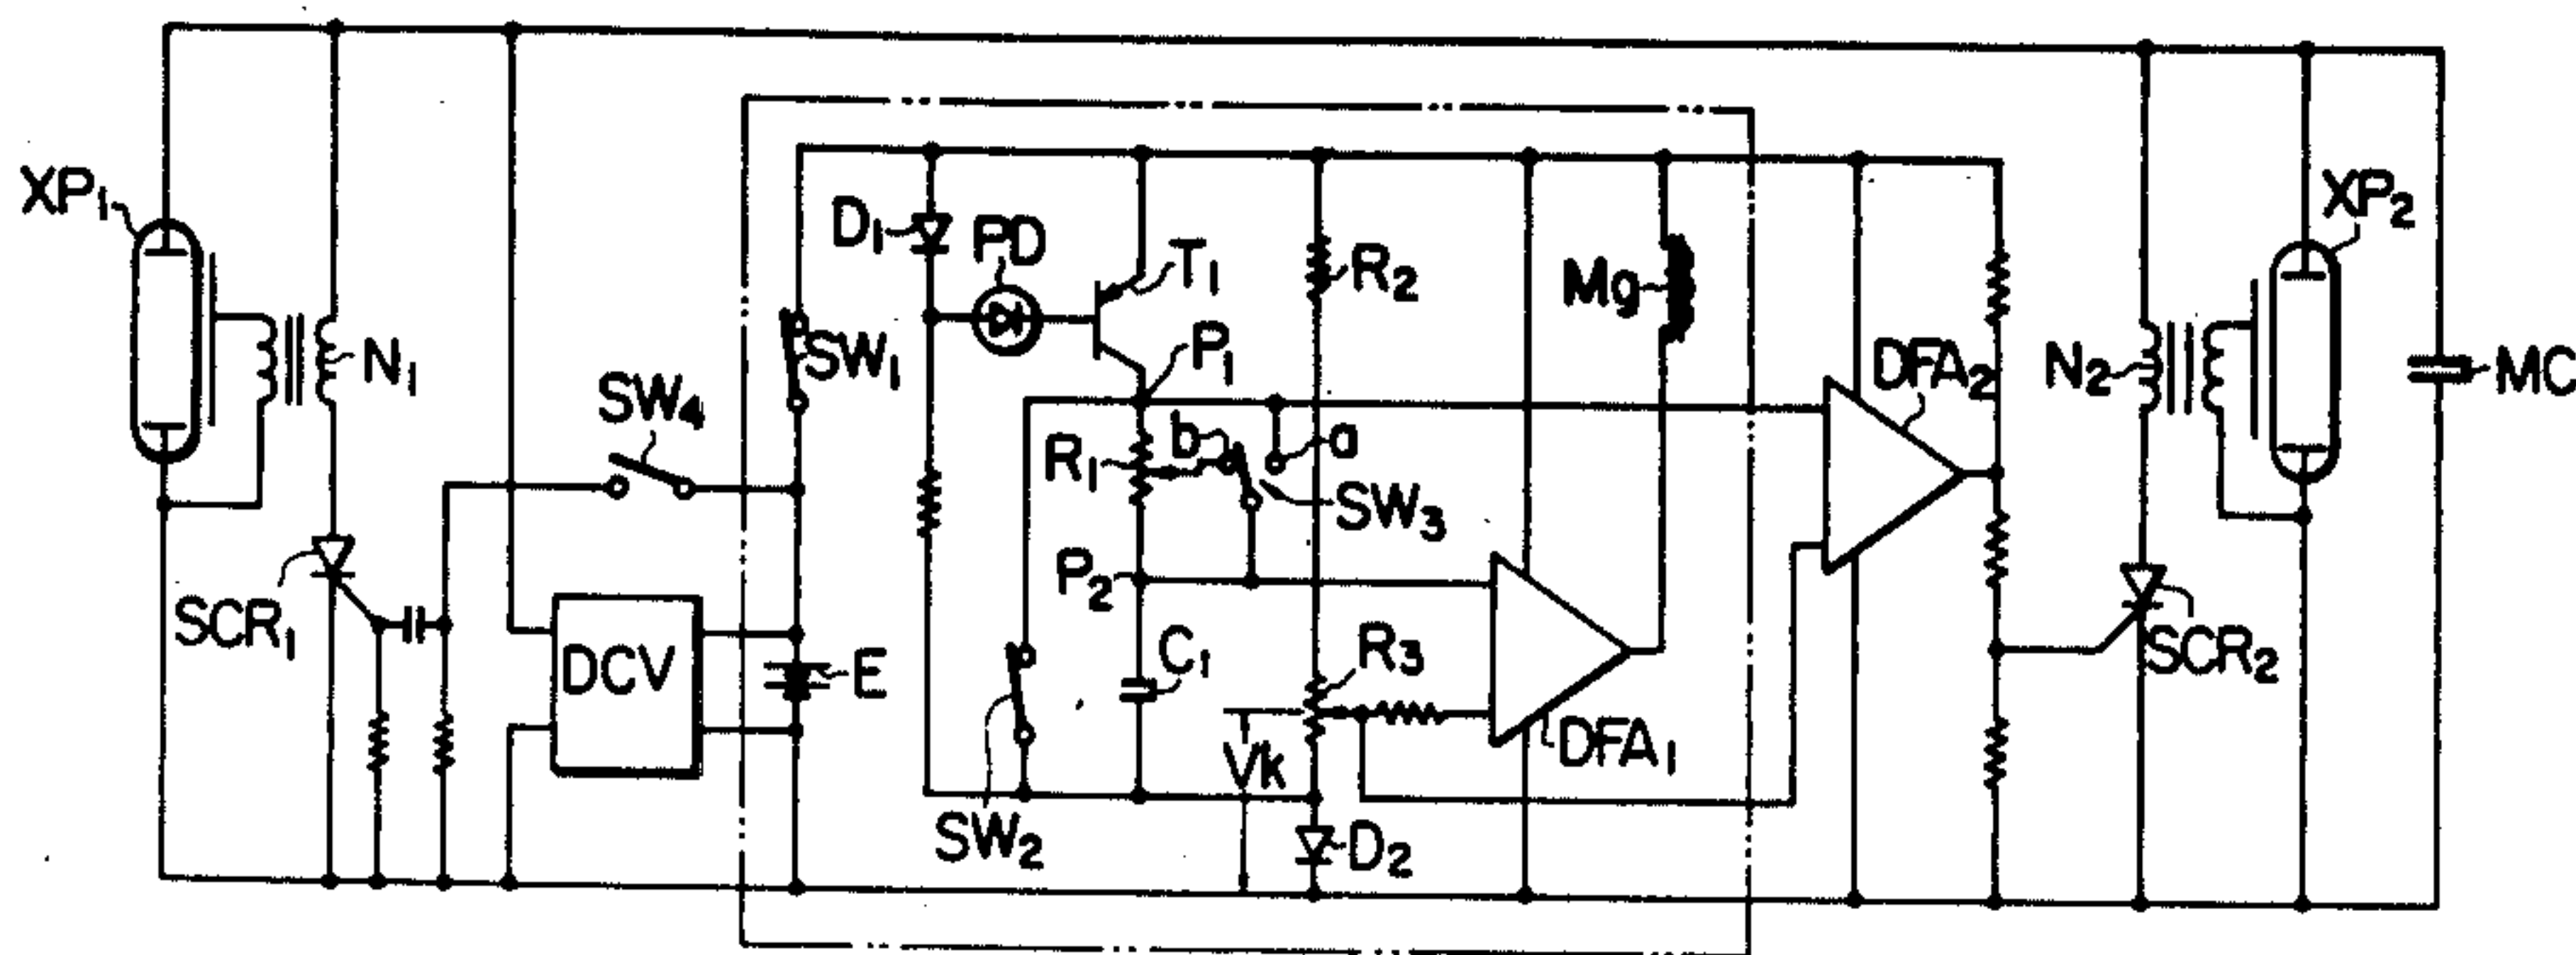 XP₁
N₁
SCR₁
SW₄
DCV
E
SW₁
D₁
PD
T₁
P₁
R₁
b
a
SW₃
P₂
C₁
SW₂
R₂
R₃
Vk
D₂
Mg
DFA₁
DFA₂
N₂
SCR₂
XP₂
MC